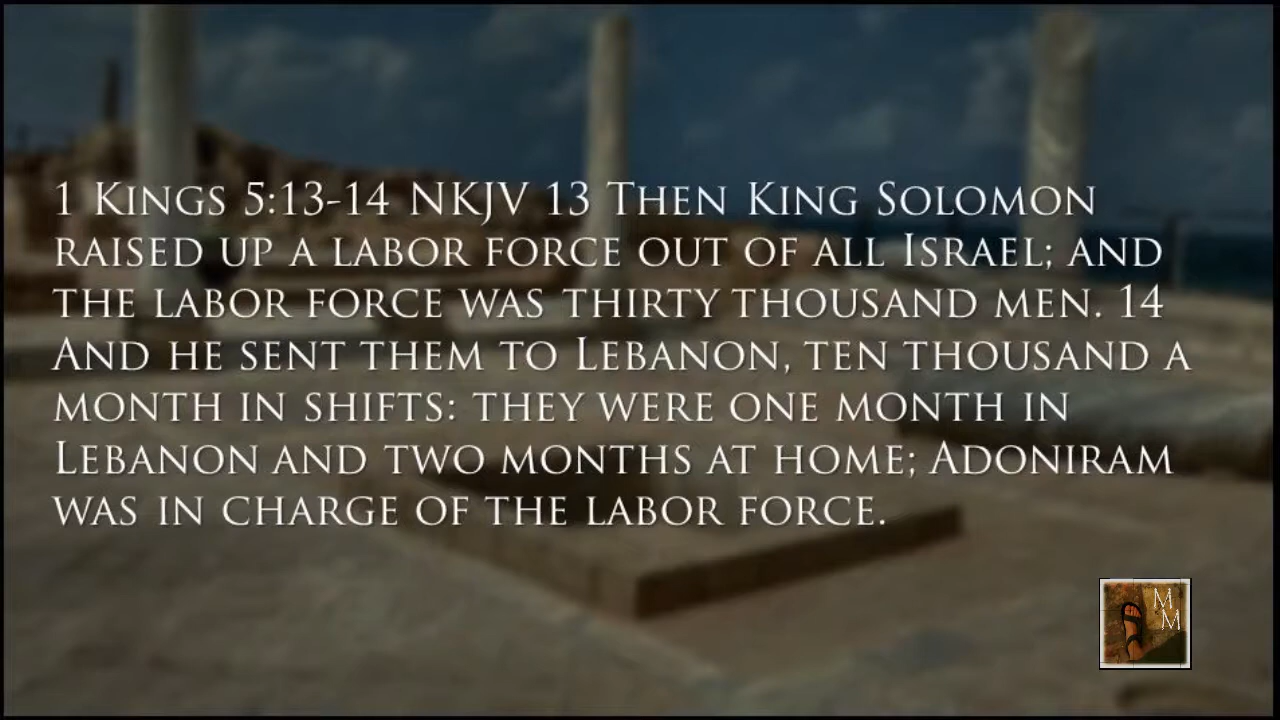 1 Kings 5:13-14 NKJV 13 Then King Solomon
raised up a labor force out of all Israel; and
the labor force was thirty thousand men. 14
And he sent them to Lebanon, ten thousand a
month in shifts: they were one month in
Lebanon and two months at home; Adoniram
was in charge of the labor force.
M
M